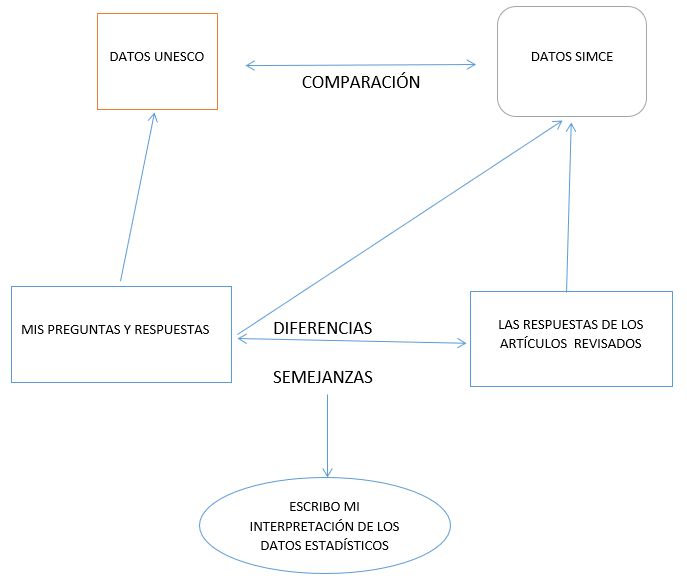 DATOS UNESCO
DATOS SIMCE
COMPARACIÓN
MIS PREGUNTAS Y RESPUESTAS
DIFERENCIAS
LAS RESPUESTAS DE LOS
ARTÍCULOS REVISADOS
SEMEJANZAS
ESCRIBO MI
INTERPRETACIÓN DE LOS
DATOS ESTADÍSTICOS